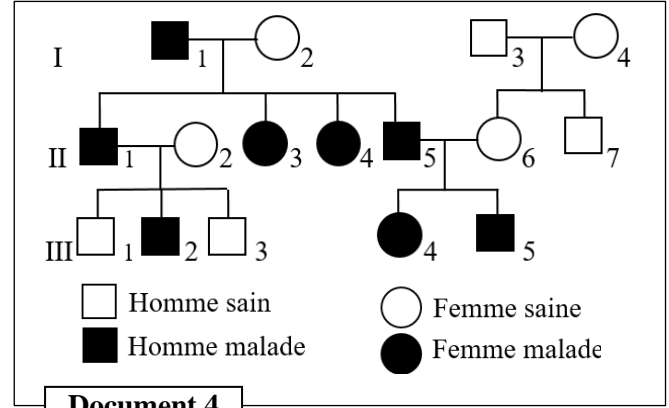 I 1 2 3 4
II 1 2 3 4 5 6 7
III 1 2 3 4 5
Homme sain Femme saine
Homme malade Femme malade
Document 4